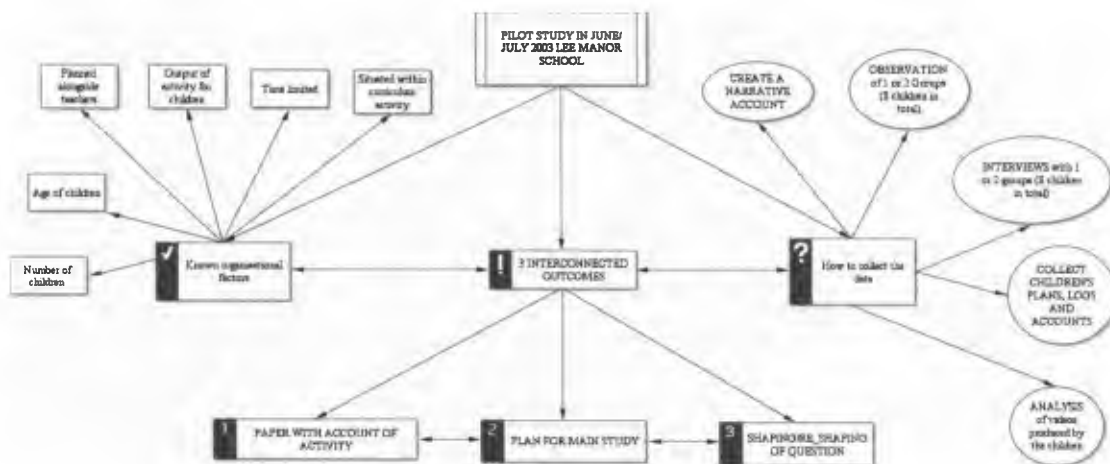 PILOT STUDY IN JUNE/
JULY 2003 LEE MANOR
SCHOOL
Planned
alongside
teachers
Output of
activity for
children
Time limited
Situated within
curriculum
activity
CREATE A
NARRATIVE
ACCOUNT
OBSERVATION
of 1 or 2 Groups (8
children in
total)
Age of children
INTERVIEWS with 1
or 2 groups (8 children
in total)
Number of
children
Known organisational
factors
!
3 INTERCONNECTED
OUTCOMES
?
How to collect the
data
COLLECT
CHILDREN'S
PLANS, LOGS
AND
ACCOUNTS
1
PAPER WITH ACCOUNT OF
ACTIVITY
2
PLAN FOR MAIN STUDY
3
SHAPING/RE_SHAPING
OF QUESTION
ANALYSIS
of videos
produced by
the children